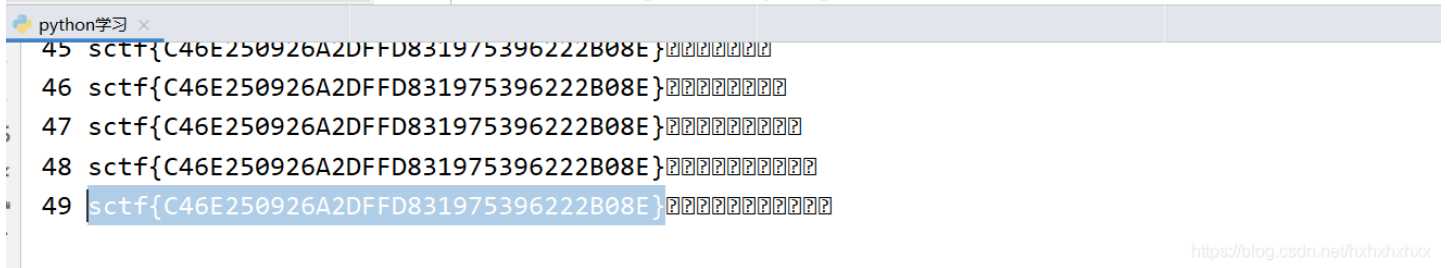 python学习
45 sctf{C46E250926A2DFFD831975396222B08E}
46 sctf{C46E250926A2DFFD831975396222B08E}
47 sctf{C46E250926A2DFFD831975396222B08E}
48 sctf{C46E250926A2DFFD831975396222B08E}
49 sctf{C46E250926A2DFFD831975396222B08E}
https://blog.csdn.net/hxhxhxhxx